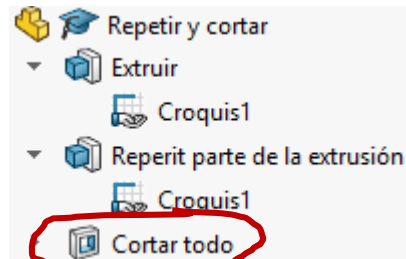 Repetir y cortar
Extruir
Croquis1
Reperit parte de la extrusión
Croquis1
Cortar todo